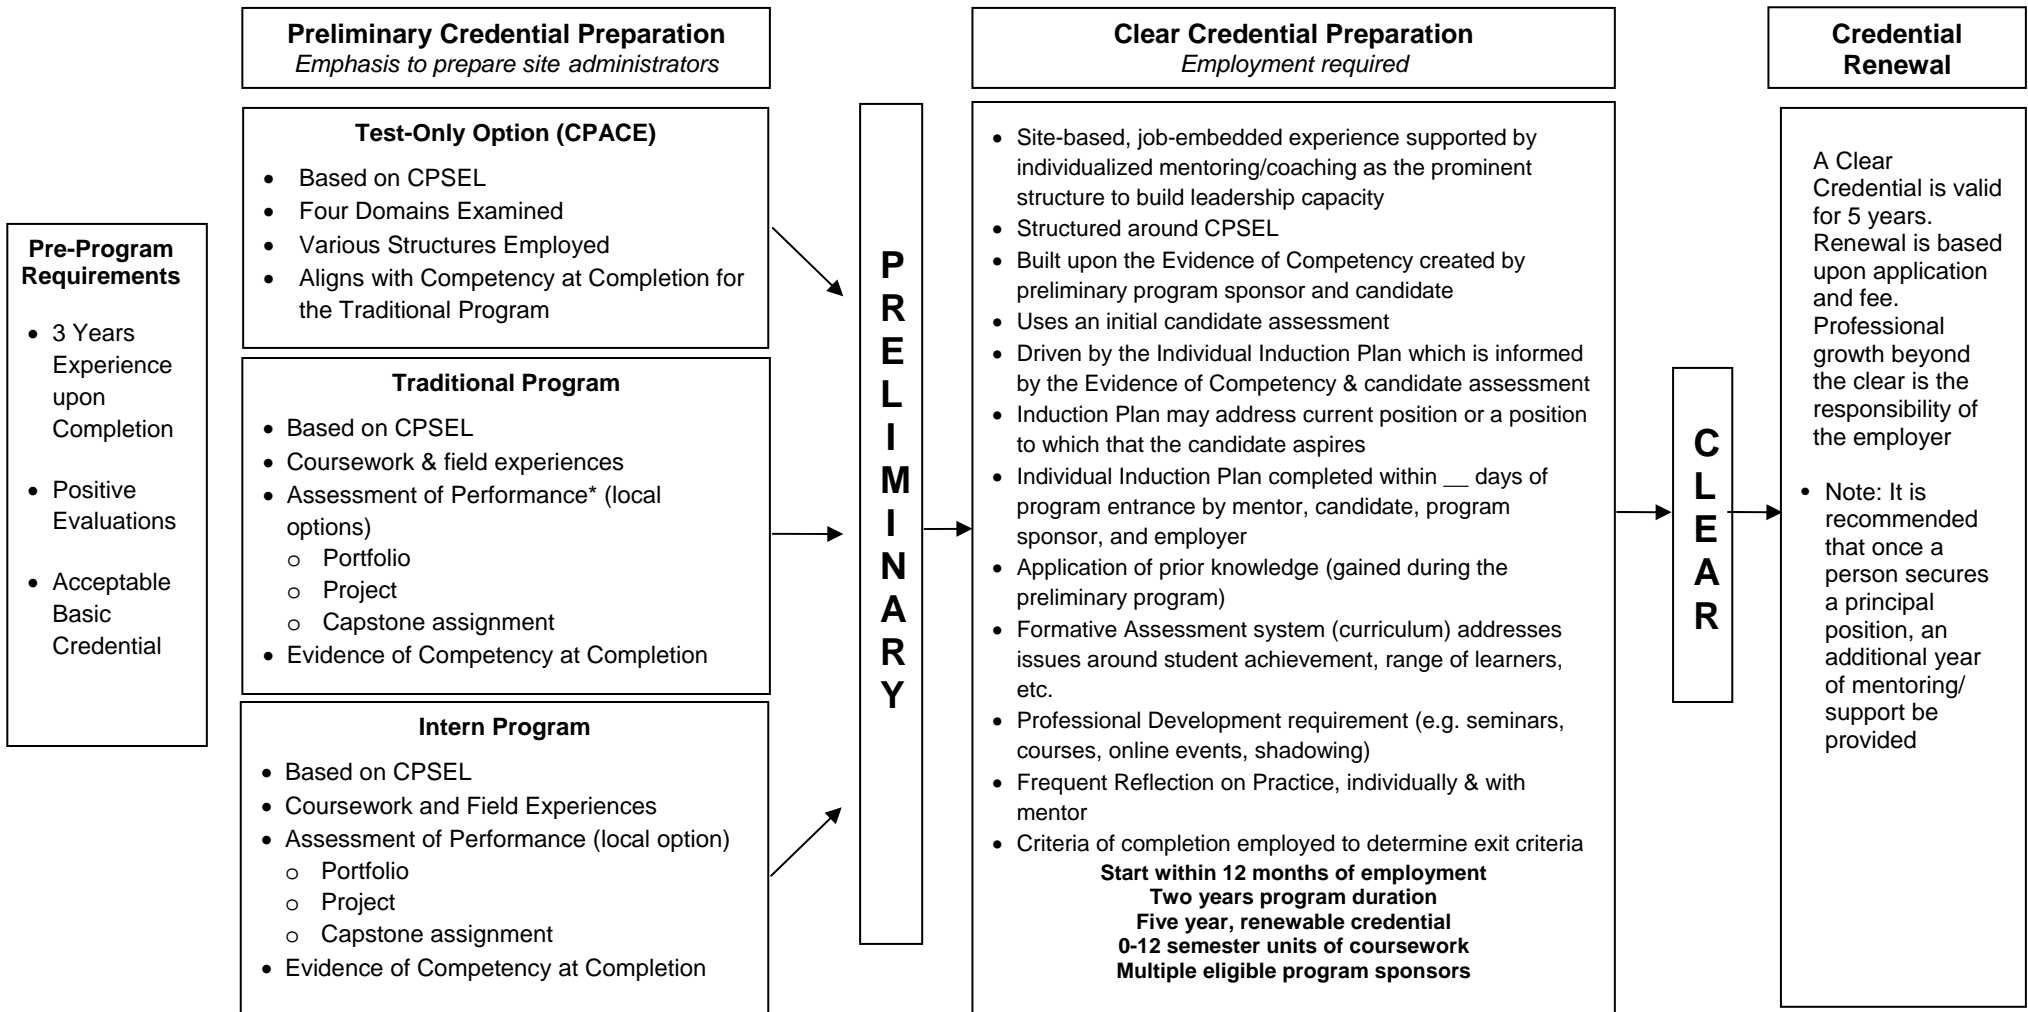 Pre-Program
Requirements
• 3 Years
Experience
upon
Completion
• Positive
Evaluations
• Acceptable
Basic
Credential
Preliminary Credential Preparation
Emphasis to prepare site administrators
Test-Only Option (CPACE)
• Based on CPSEL
• Four Domains Examined
• Various Structures Employed
• Aligns with Competency at Completion for
the Traditional Program
Traditional Program
• Based on CPSEL
• Coursework & field experiences
• Assessment of Performance* (local
options)
o Portfolio
o Project
o Capstone assignment
• Evidence of Competency at Completion
Intern Program
• Based on CPSEL
• Coursework and Field Experiences
• Assessment of Performance (local option)
o Portfolio
o Project
o Capstone assignment
• Evidence of Competency at Completion
P
R
E
L
I
M
I
N
A
R
Y
Clear Credential Preparation
Employment required
• Site-based, job-embedded experience supported by
individualized mentoring/coaching as the prominent
structure to build leadership capacity
• Structured around CPSEL
• Built upon the Evidence of Competency created by
preliminary program sponsor and candidate
• Uses an initial candidate assessment
• Driven by the Individual Induction Plan which is informed
by the Evidence of Competency & candidate assessment
• Induction Plan may address current position or a position
to which that the candidate aspires
• Individual Induction Plan completed within __ days of
program entrance by mentor, candidate, program
sponsor, and employer
• Application of prior knowledge (gained during the
preliminary program)
• Formative Assessment system (curriculum) addresses
issues around student achievement, range of learners,
etc.
• Professional Development requirement (e.g. seminars,
courses, online events, shadowing)
• Frequent Reflection on Practice, individually & with
mentor
• Criteria of completion employed to determine exit criteria
Start within 12 months of employment
Two years program duration
Five year, renewable credential
0-12 semester units of coursework
Multiple eligible program sponsors
C
L
E
A
R
Credential
Renewal
A Clear
Credential is valid
for 5 years.
Renewal is based
upon application
and fee.
Professional
growth beyond
the clear is the
responsibility of
the employer
• Note: It is
recommended
that once a
person secures
a principal
position, an
additional year
of mentoring/
support be
provided